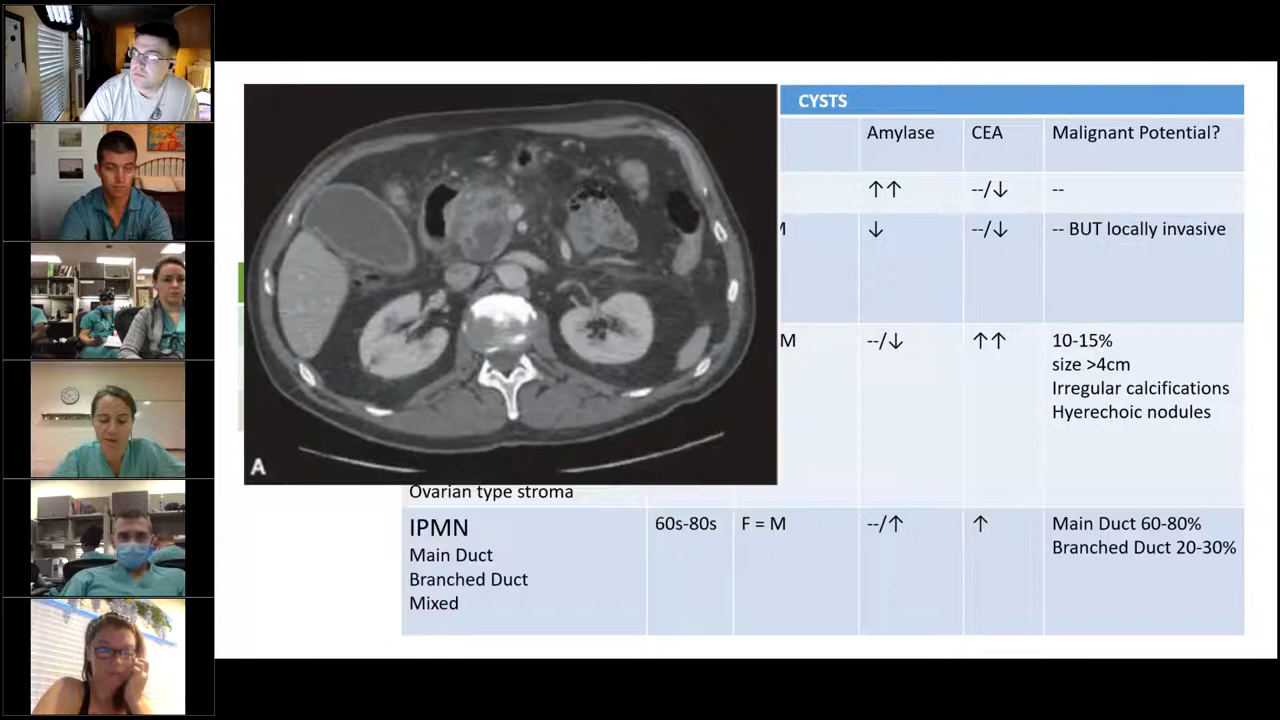 CYSTS
Amylase CEA Malignant Potential?
↑↑ --/↓ --
↓ --/↓ -- BUT locally invasive
M --/↓ ↑↑ 10-15%
size >4cm
Irregular calcifications
Hyerechoic nodules
A
Ovarian type stroma
IPMN 60s-80s F = M --/↑ ↑ Main Duct 60-80%
Main Duct Branched Duct 20-30%
Branched Duct
Mixed